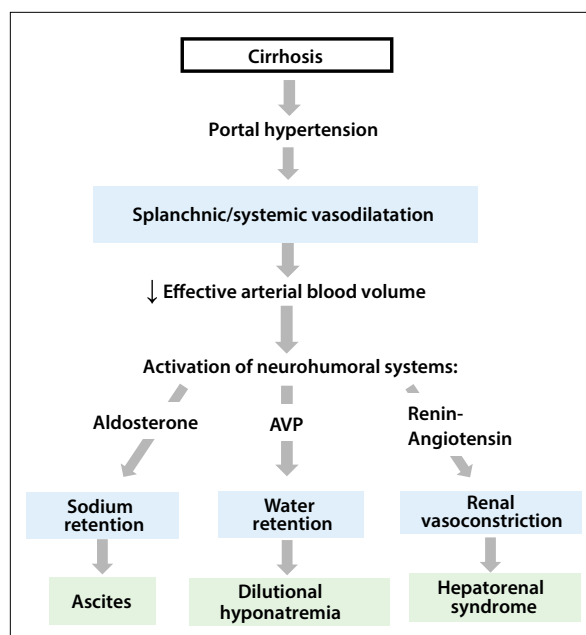 Cirrhosis
Portal hypertension
Splanchnic/systemic vasodilatation
↓ Effective arterial blood volume
Activation of neurohumoral systems:
Aldosterone
AVP
Renin-
Angiotensin
Sodium
retention
Water
retention
Renal
vasoconstriction
Ascites
Dilutional
hyponatremia
Hepatorenal
syndrome